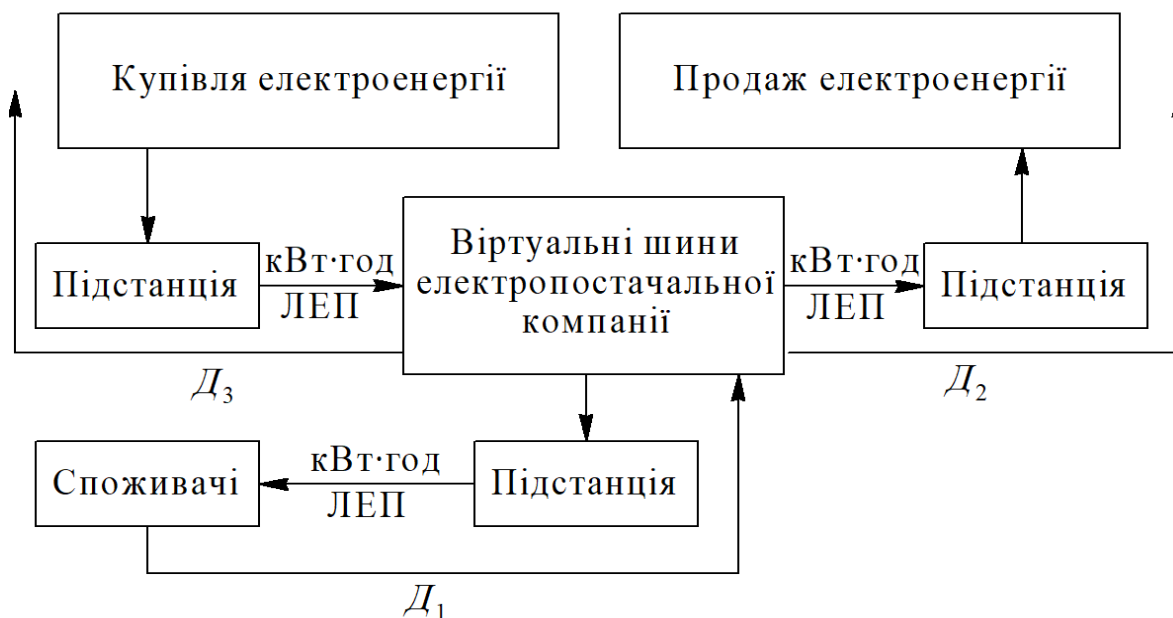 Купівля електроенергії
Продаж електроенергії
Підстанція
кВт·год
ЛЕП
Віртуальні шини
електропостачальної
компанії
кВт·год
ЛЕП
Підстанція
Д3
Д2
Споживачі
кВт·год
ЛЕП
Підстанція
Д1